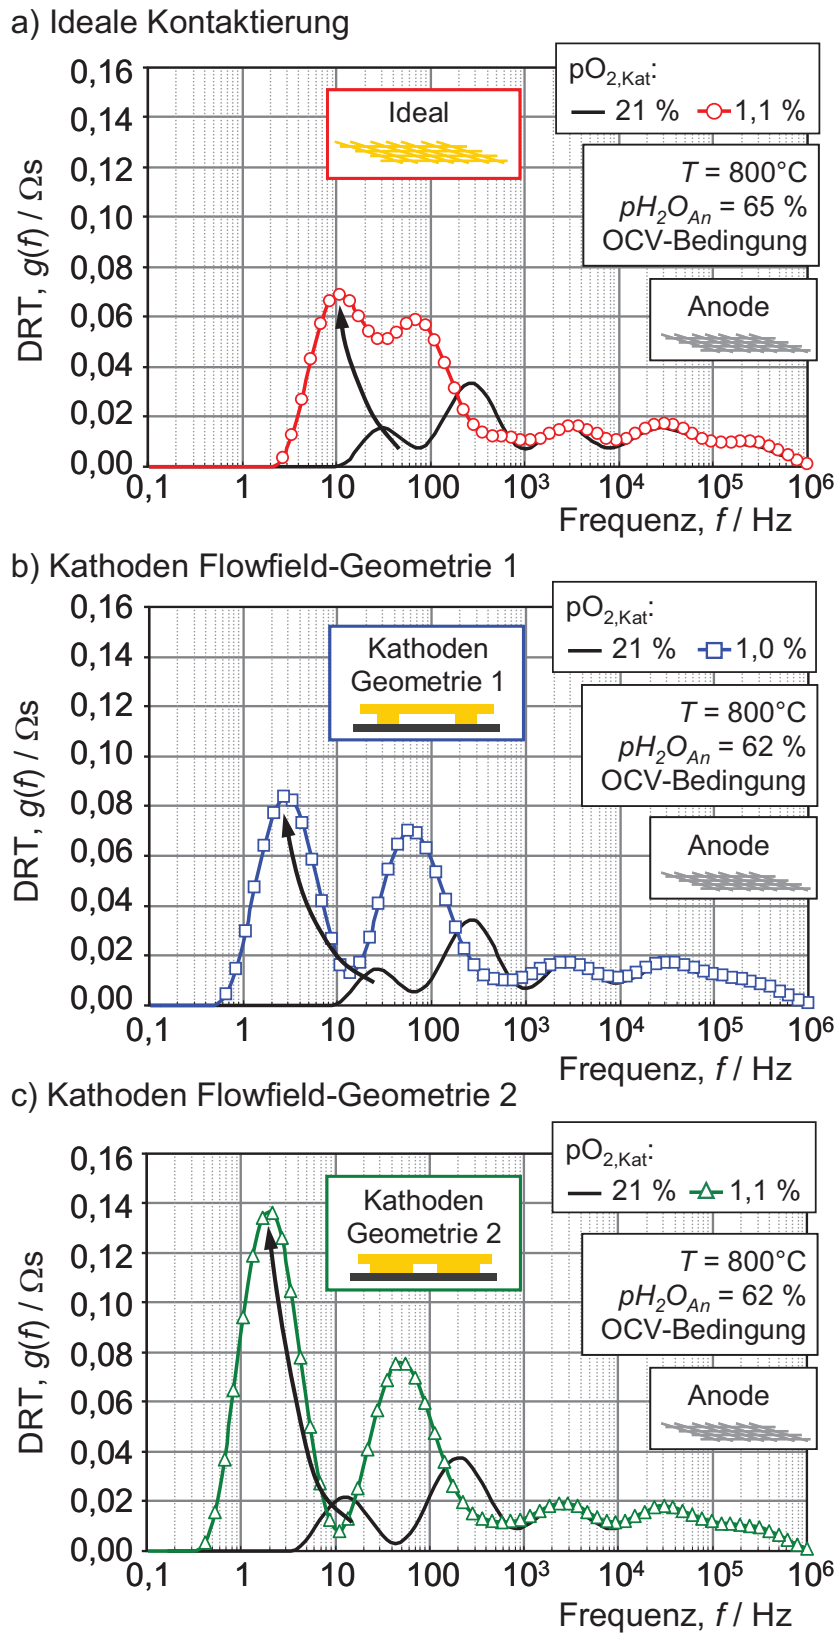 a) Ideale Kontaktierung
pO2,Kat:
21 % 1,1 %
Ideal
T = 800°C
pH2OAn = 65 %
OCV-Bedingung
Anode
DRT, g(f) / Ωs
0,16
0,14
0,12
0,10
0,08
0,06
0,04
0,02
0,00
0,1 1 10 100 10³ 10⁴ 10⁵ 10⁶
Frequenz, f / Hz
b) Kathoden Flowfield-Geometrie 1
pO2,Kat:
21 % 1,0 %
Kathoden
Geometrie 1
T = 800°C
pH2OAn = 62 %
OCV-Bedingung
Anode
DRT, g(f) / Ωs
0,16
0,14
0,12
0,10
0,08
0,06
0,04
0,02
0,00
0,1 1 10 100 10³ 10⁴ 10⁵ 10⁶
Frequenz, f / Hz
c) Kathoden Flowfield-Geometrie 2
pO2,Kat:
21 % 1,1 %
Kathoden
Geometrie 2
T = 800°C
pH2OAn = 62 %
OCV-Bedingung
Anode
DRT, g(f) / Ωs
0,16
0,14
0,12
0,10
0,08
0,06
0,04
0,02
0,00
0,1 1 10 100 10³ 10⁴ 10⁵ 10⁶
Frequenz, f / Hz